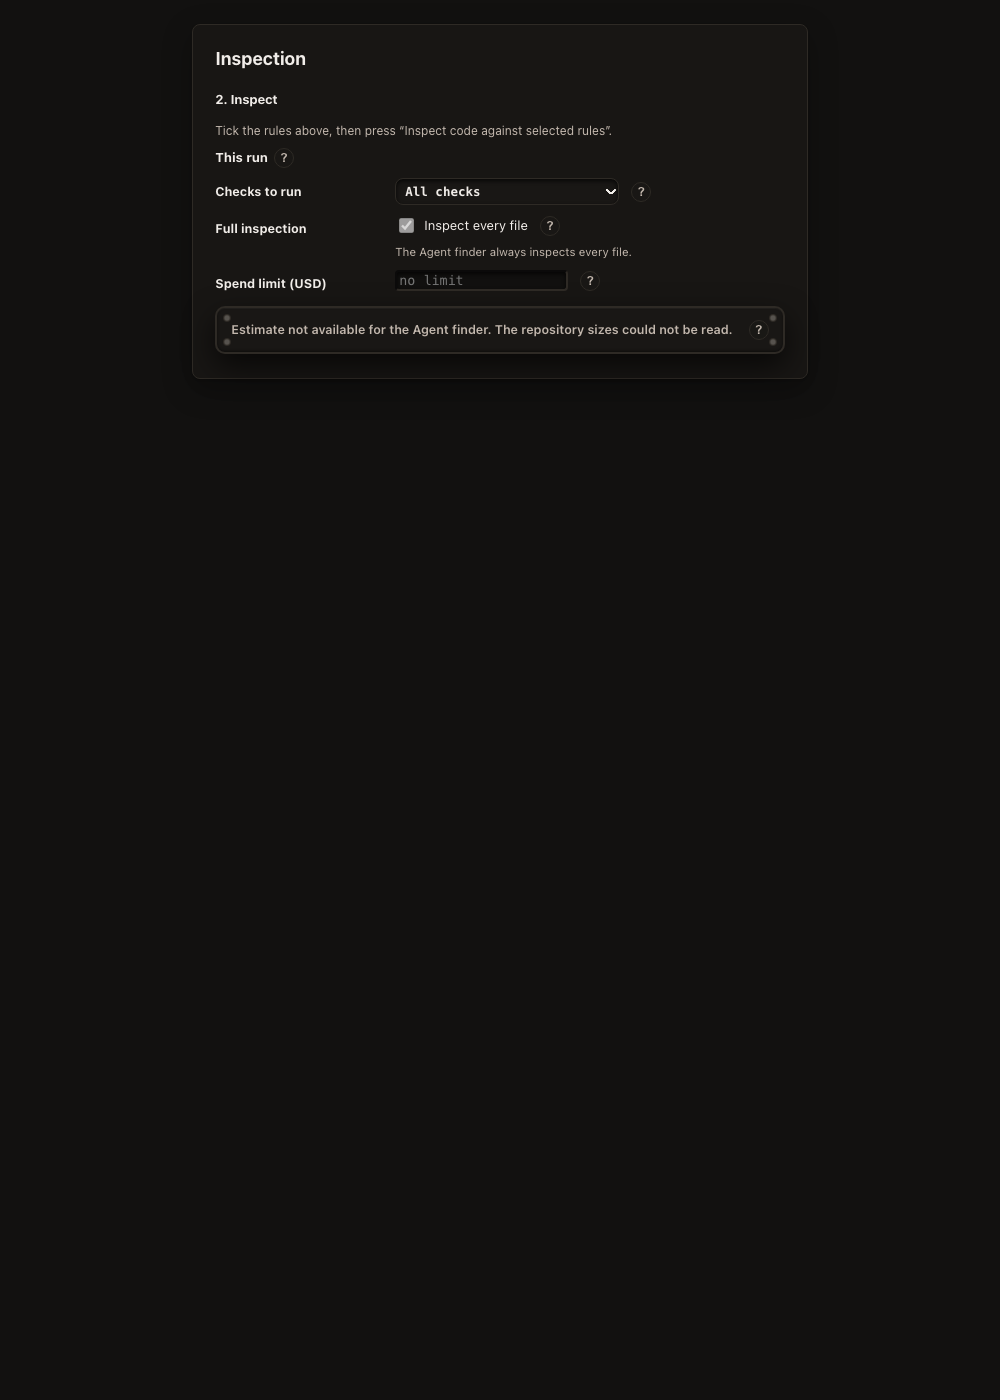 Inspection
2. Inspect
Tick the rules above, then press “Inspect code against selected rules”.
This run ?
Checks to run All checks ?
Full inspection Inspect every file ?
The Agent finder always inspects every file.
Spend limit (USD) no limit ?
Estimate not available for the Agent finder. The repository sizes could not be read. ?